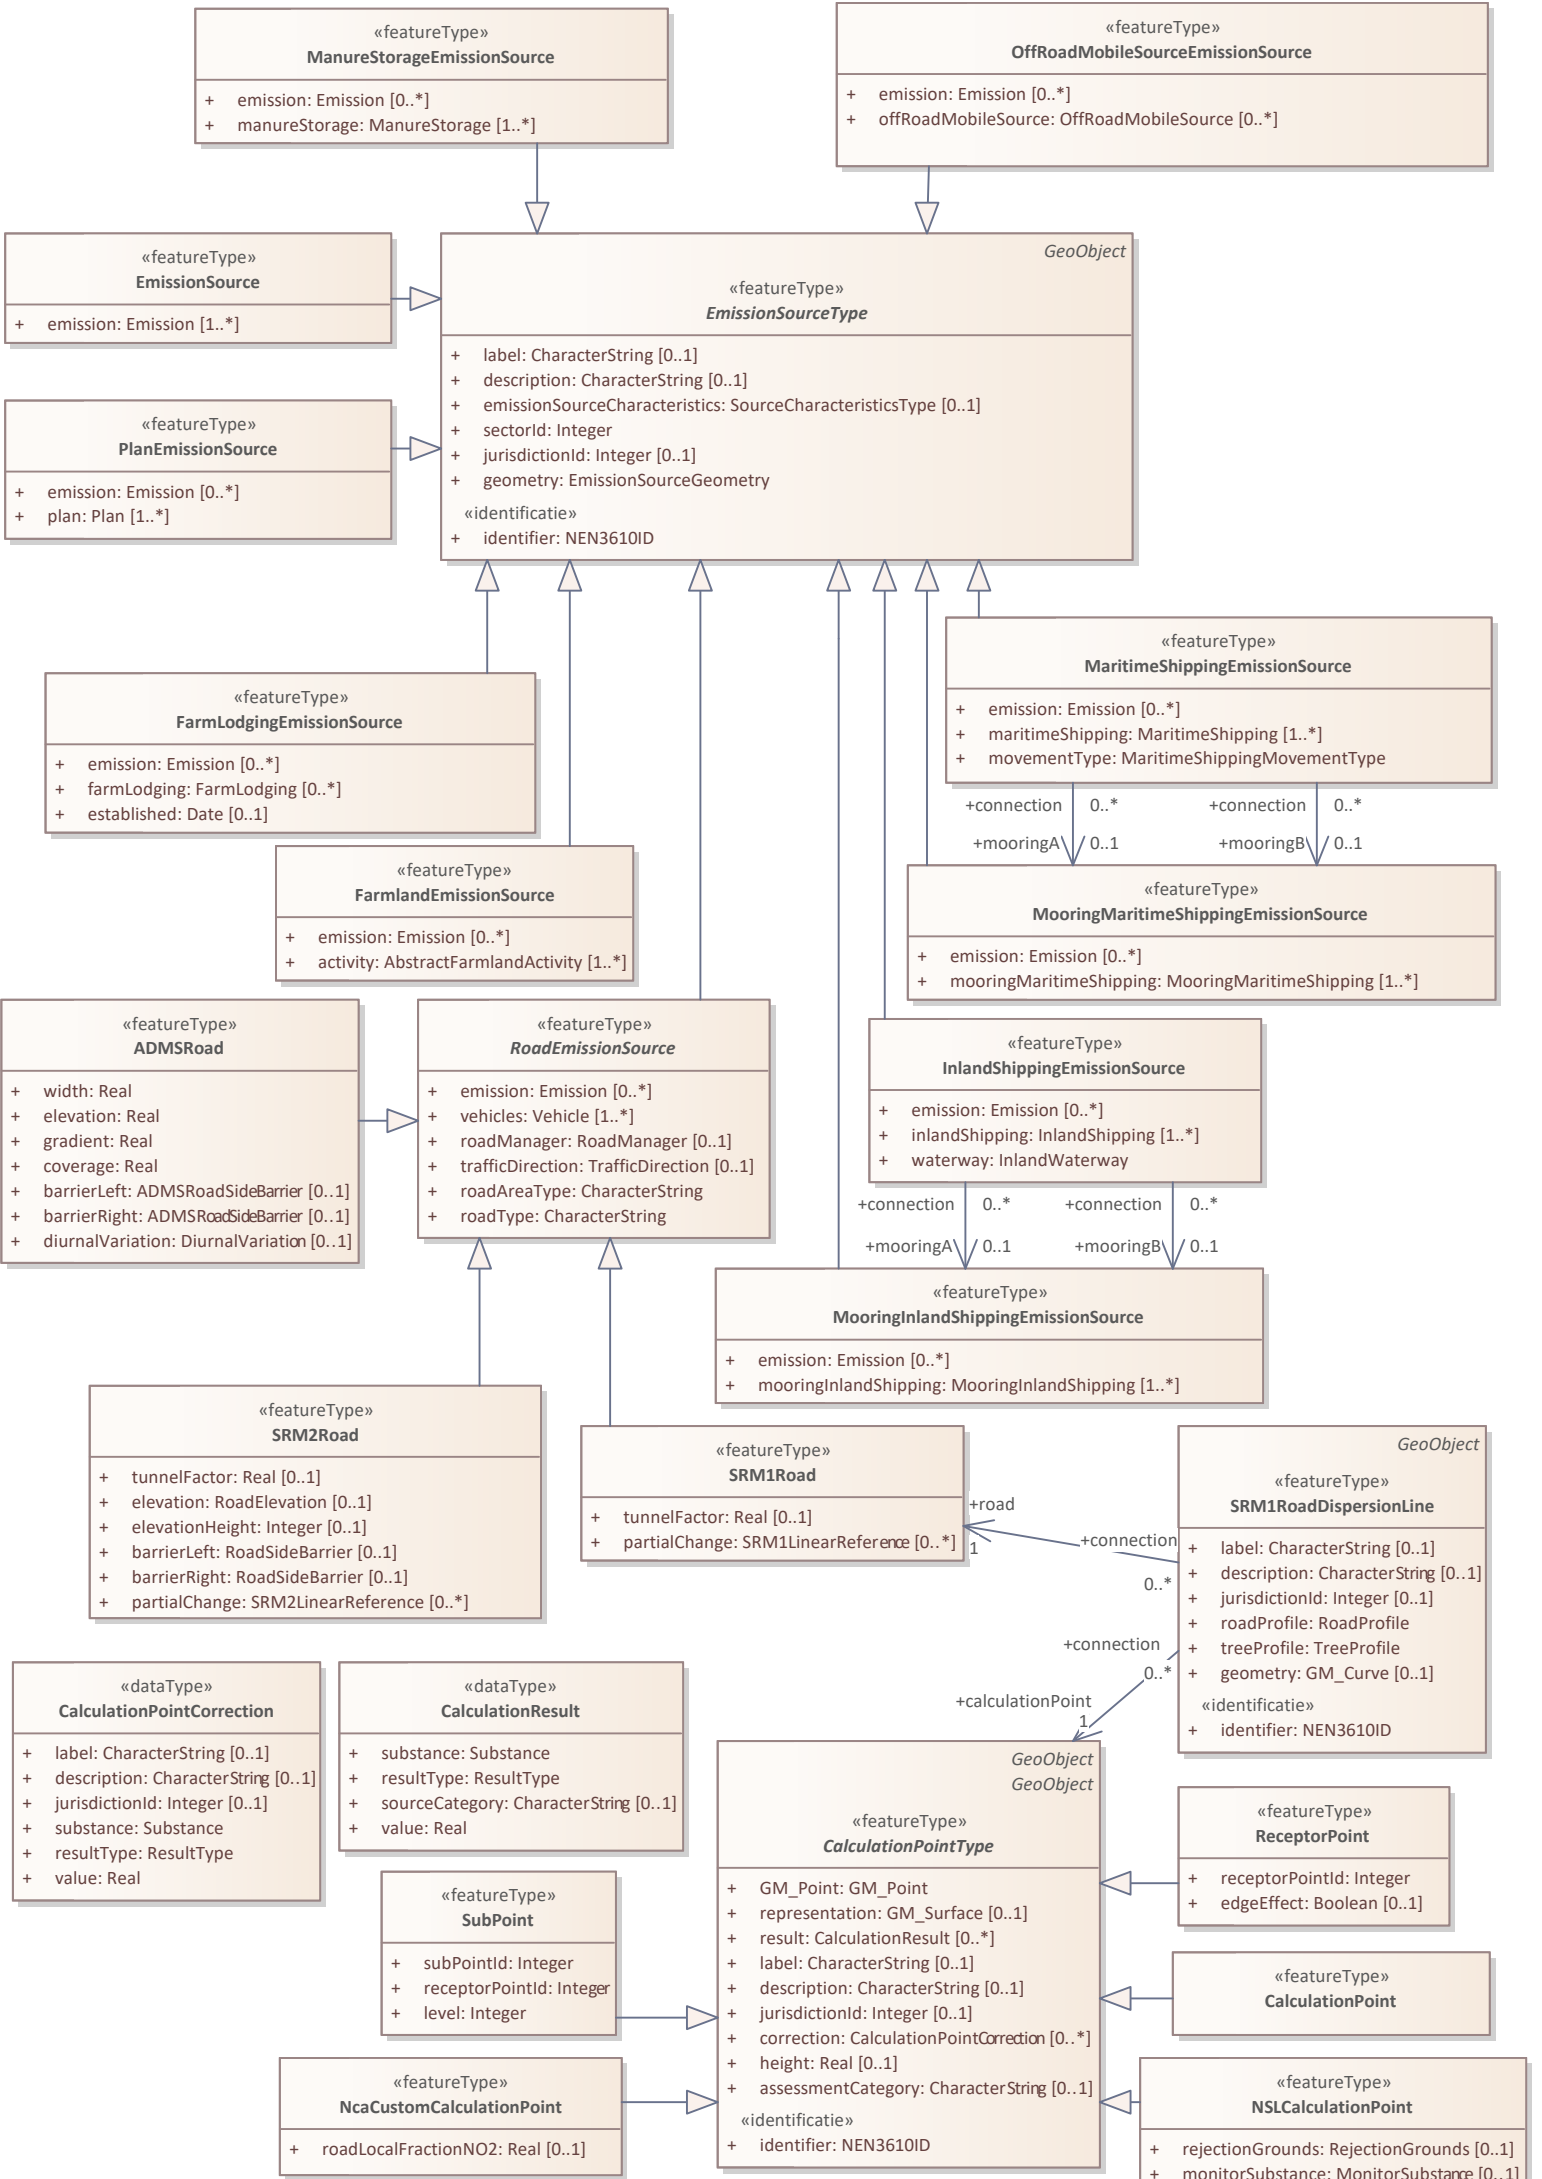 «featureType»
ManureStorageEmissionSource
+ emission: Emission [0..*]
+ manureStorage: ManureStorage [1..*]
«featureType»
OffRoadMobileSourceEmissionSource
+ emission: Emission [0..*]
+ offRoadMobileSource: OffRoadMobileSource [0..*]
«featureType»
EmissionSource
+ emission: Emission [1..*]
GeoObject
«featureType»
EmissionSourceType
+ label: CharacterString [0..1]
+ description: CharacterString [0..1]
+ emissionSourceCharacteristics: SourceCharacteristicsType [0..1]
+ sectorId: Integer
+ jurisdictionId: Integer [0..1]
+ geometry: EmissionSourceGeometry
«identificatie»
+ identifier: NEN3610ID
«featureType»
PlanEmissionSource
+ emission: Emission [0..*]
+ plan: Plan [1..*]
«featureType»
MaritimeShippingEmissionSource
+ emission: Emission [0..*]
+ maritimeShipping: MaritimeShipping [1..*]
+ movementType: MaritimeShippingMovementType
+connection 0..*
+mooringA 0..1
+connection 0..*
+mooringB 0..1
«featureType»
FarmLodgingEmissionSource
+ emission: Emission [0..*]
+ farmLodging: FarmLodging [0..*]
+ established: Date [0..1]
«featureType»
FarmlandEmissionSource
+ emission: Emission [0..*]
+ activity: AbstractFarmlandActivity [1..*]
«featureType»
MooringMaritimeShippingEmissionSource
+ emission: Emission [0..*]
+ mooringMaritimeShipping: MooringMaritimeShipping [1..*]
«featureType»
ADMSRoad
+ width: Real
+ elevation: Real
+ gradient: Real
+ coverage: Real
+ barrierLeft: ADMSRoadSideBarrier [0..1]
+ barrierRight: ADMSRoadSideBarrier [0..1]
+ diurnalVariation: DiurnalVariation [0..1]
«featureType»
RoadEmissionSource
+ emission: Emission [0..*]
+ vehicles: Vehicle [1..*]
+ roadManager: RoadManager [0..1]
+ trafficDirection: TrafficDirection [0..1]
+ roadAreaType: CharacterString
+ roadType: CharacterString
«featureType»
InlandShippingEmissionSource
+ emission: Emission [0..*]
+ inlandShipping: InlandShipping [1..*]
+ waterway: InlandWaterway
+connection 0..*
+mooringA 0..1
+connection 0..*
+mooringB 0..1
«featureType»
MooringInlandShippingEmissionSource
+ emission: Emission [0..*]
+ mooringInlandShipping: MooringInlandShipping [1..*]
«featureType»
SRM2Road
+ tunnelFactor: Real [0..1]
+ elevation: RoadElevation [0..1]
+ elevationHeight: Integer [0..1]
+ barrierLeft: RoadSideBarrier [0..1]
+ barrierRight: RoadSideBarrier [0..1]
+ partialChange: SRM2LinearReference [0..*]
«featureType»
SRM1Road
+ tunnelFactor: Real [0..1]
+ partialChange: SRM1LinearReference [0..*]
+road
1
+connection
0..*
GeoObject
«featureType»
SRM1RoadDispersionLine
+ label: CharacterString [0..1]
+ description: CharacterString [0..1]
+ jurisdictionId: Integer [0..1]
+ roadProfile: RoadProfile
+ treeProfile: TreeProfile
+ geometry: GM_Curve [0..1]
«identificatie»
+ identifier: NEN3610ID
+connection
0..*
+calculationPoint
1
«dataType»
CalculationPointCorrection
+ label: CharacterString [0..1]
+ description: CharacterString [0..1]
+ jurisdictionId: Integer [0..1]
+ substance: Substance
+ resultType: ResultType
+ value: Real
«dataType»
CalculationResult
+ substance: Substance
+ resultType: ResultType
+ sourceCategory: CharacterString [0..1]
+ value: Real
GeoObject
GeoObject
«featureType»
CalculationPointType
+ GM_Point: GM_Point
+ representation: GM_Surface [0..1]
+ result: CalculationResult [0..*]
+ label: CharacterString [0..1]
+ description: CharacterString [0..1]
+ jurisdictionId: Integer [0..1]
+ correction: CalculationPointCorrection [0..*]
+ height: Real [0..1]
+ assessmentCategory: CharacterString [0..1]
«identificatie»
+ identifier: NEN3610ID
«featureType»
ReceptorPoint
+ receptorPointId: Integer
+ edgeEffect: Boolean [0..1]
«featureType»
SubPoint
+ subPointId: Integer
+ receptorPointId: Integer
+ level: Integer
«featureType»
CalculationPoint
«featureType»
NcaCustomCalculationPoint
+ roadLocalFractionNO2: Real [0..1]
«featureType»
NSLCalculationPoint
+ rejectionGrounds: RejectionGrounds [0..1]
+ monitorSubstance: MonitorSubstance [0..1]